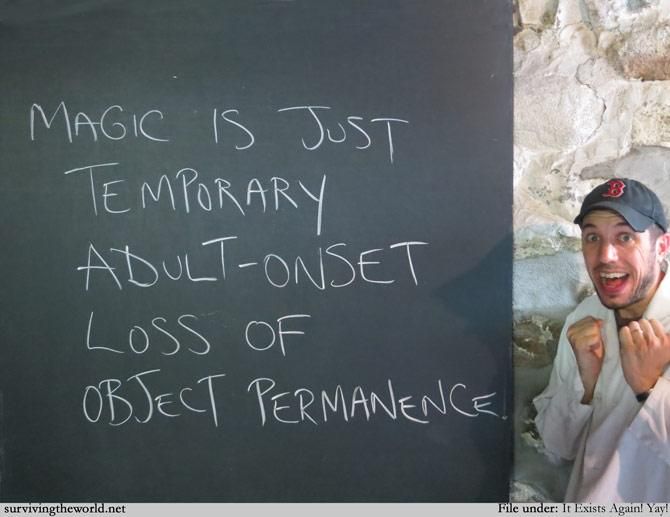 MAGIC IS JUST
TEMPORARY
ADULT-ONSET
LOSS OF
OBJECT PERMANENCE.
B
survivingtheworld.net
File under: It Exists Again! Yay!